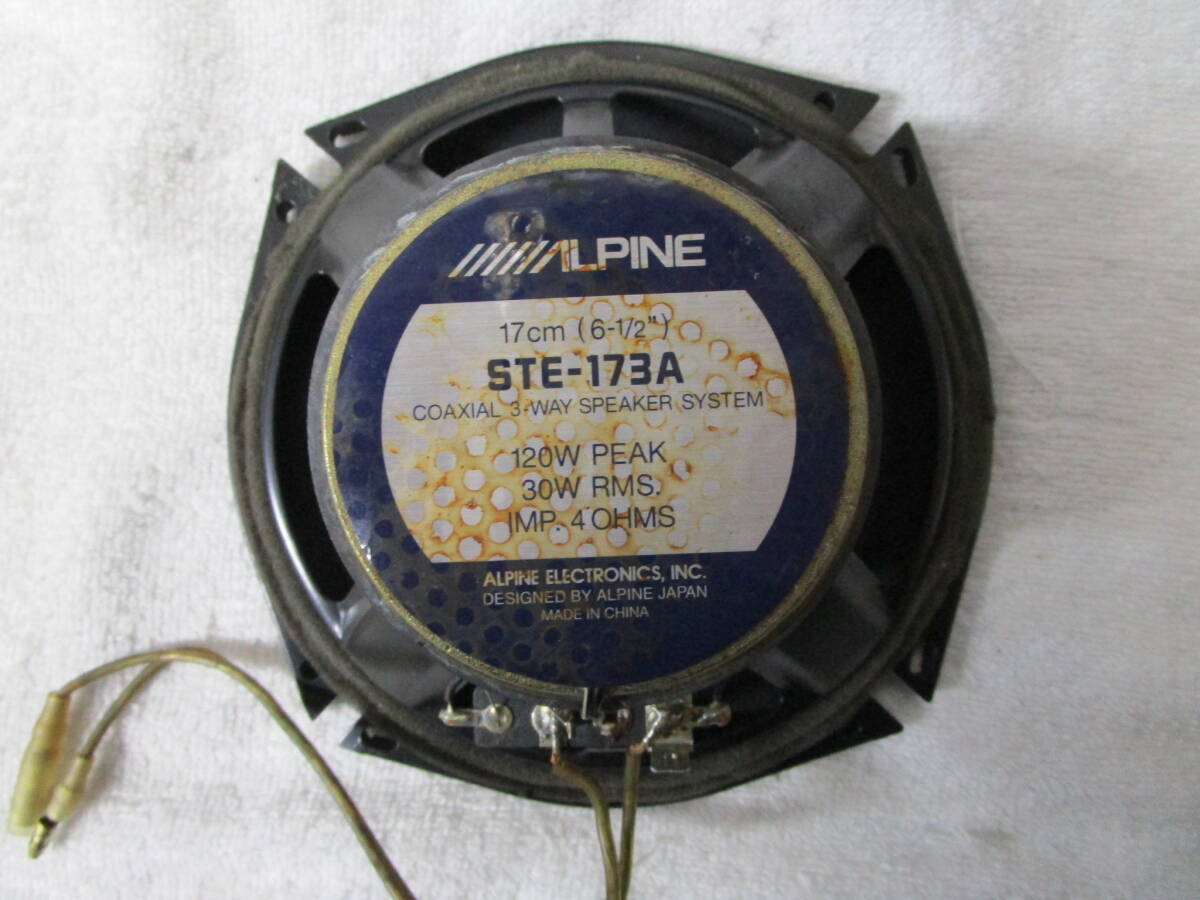 ALPINE
17cm (6-1/2")
STE-173A
COAXIAL 3-WAY SPEAKER SYSTEM
120W PEAK
30W RMS.
IMP. 4 OHMS
ALPINE ELECTRONICS, INC.
DESIGNED BY ALPINE JAPAN
MADE IN CHINA